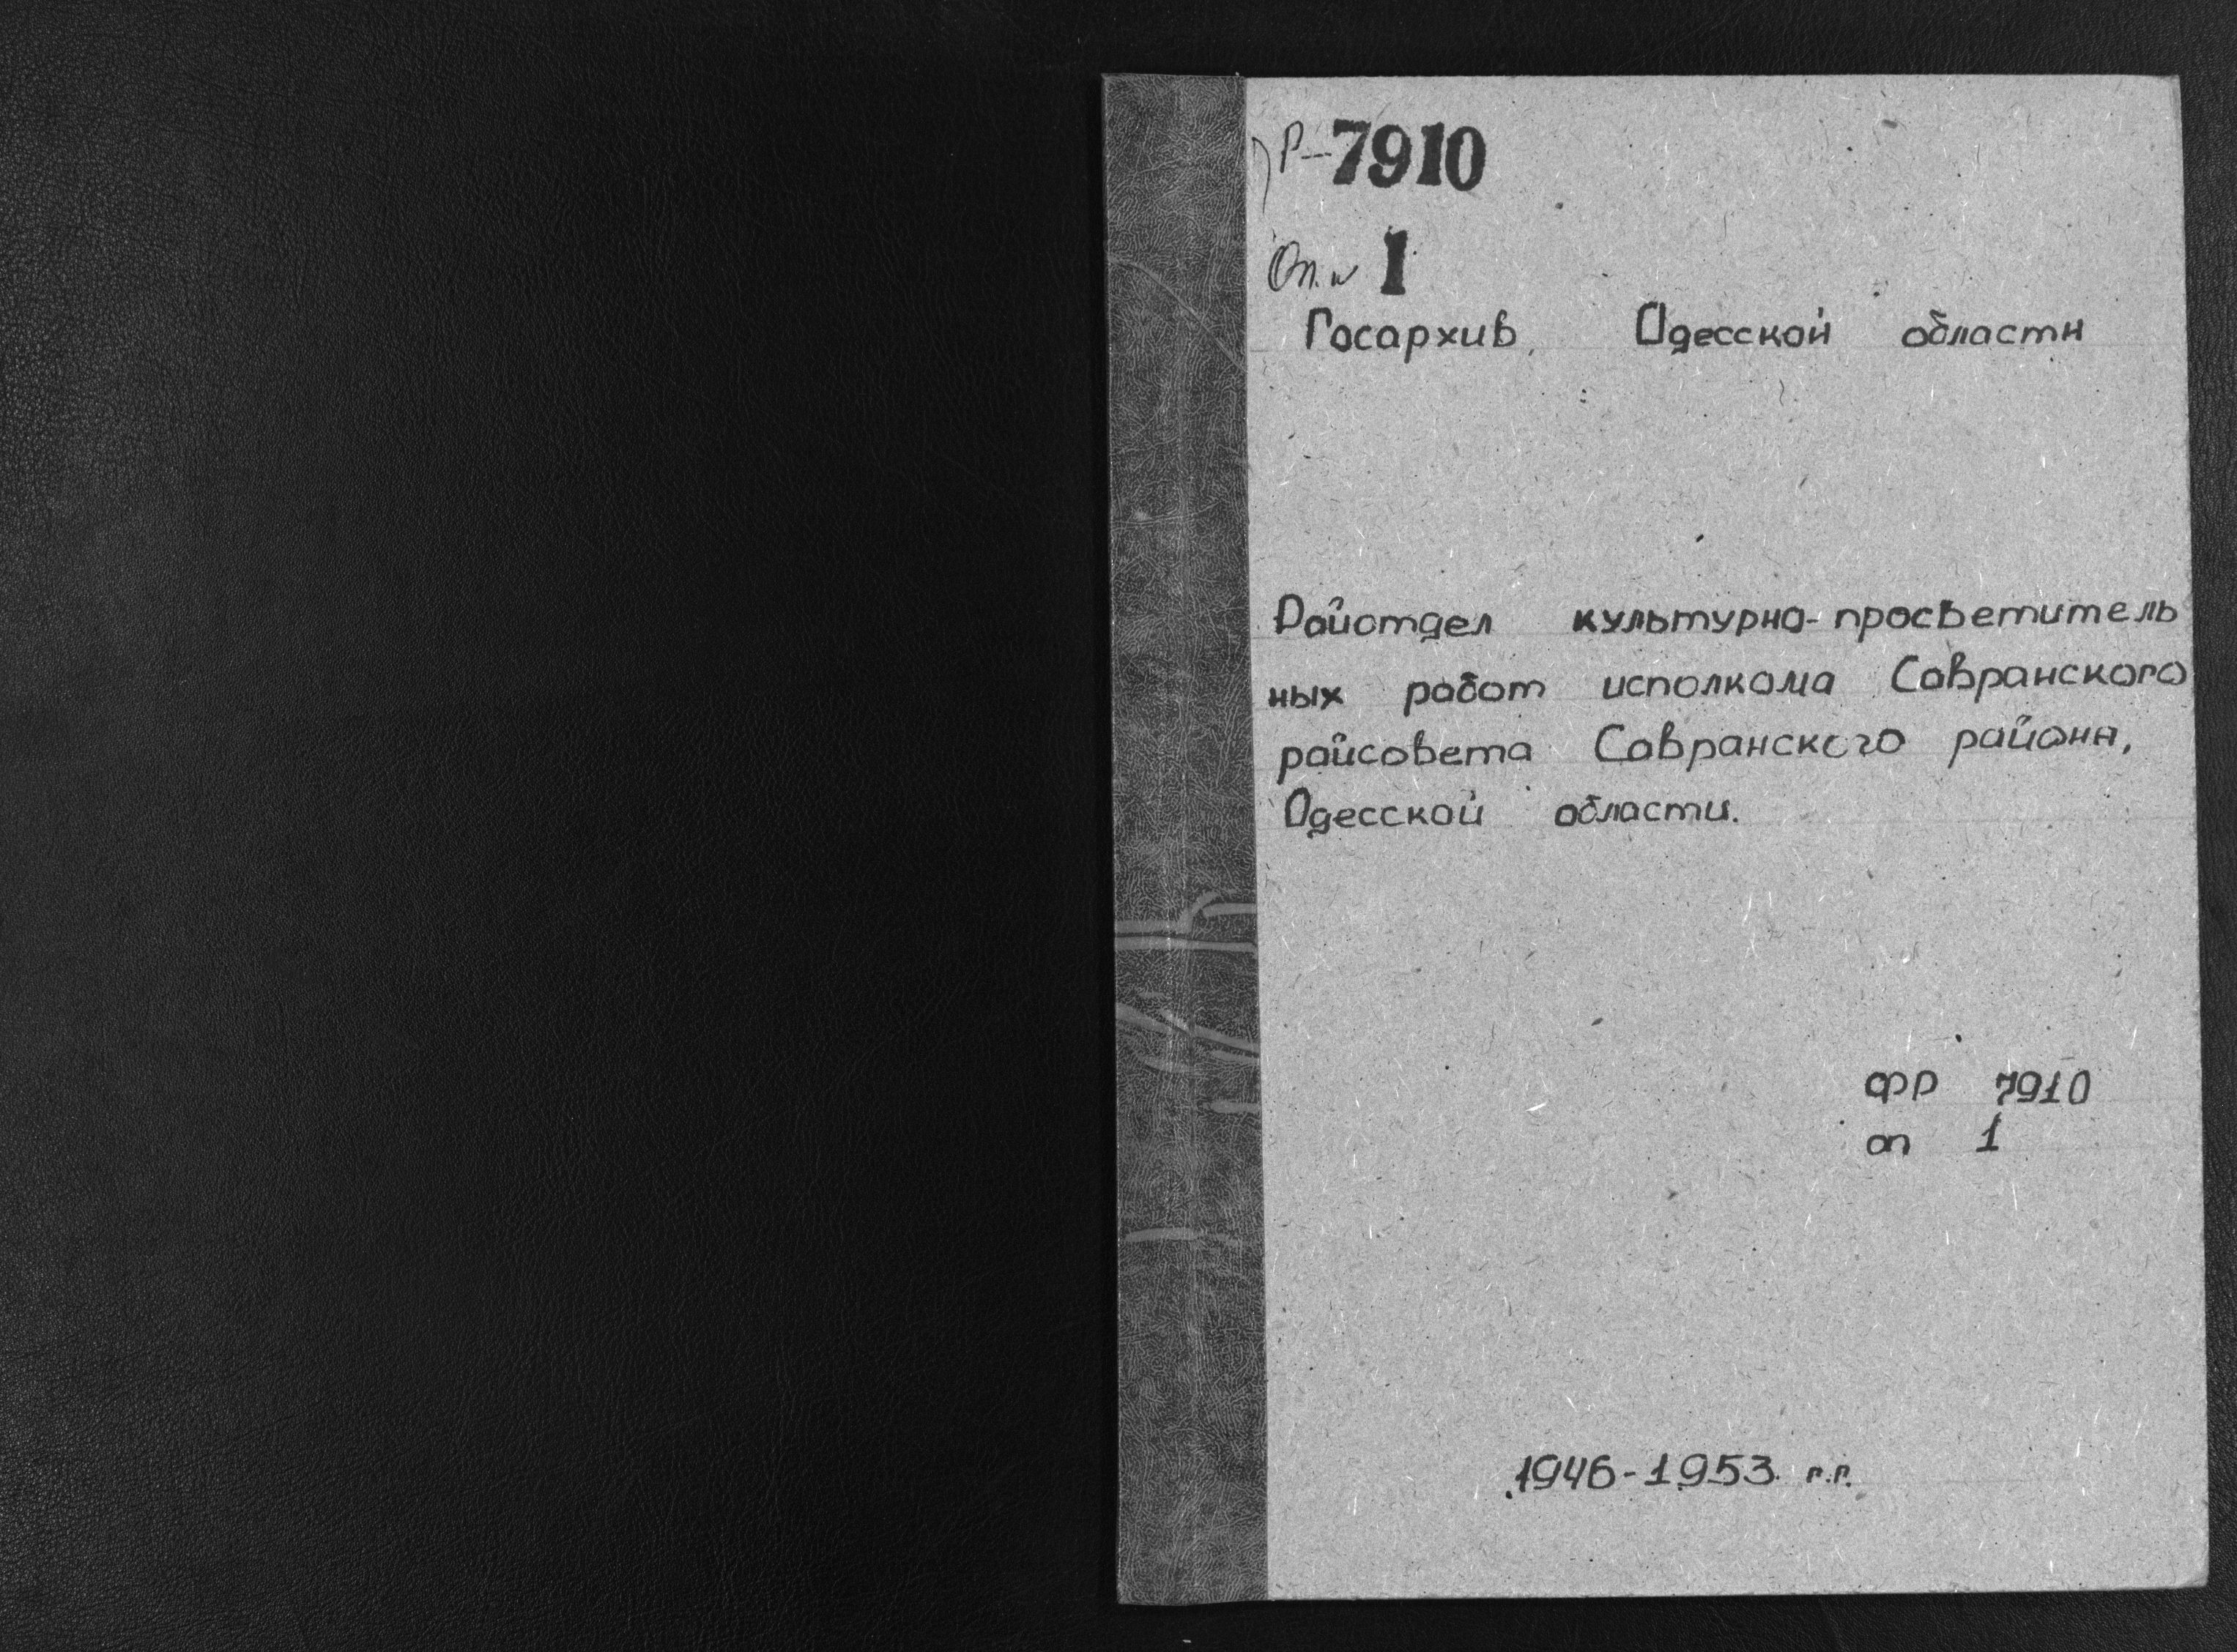 Р-7910
Оп. N 1
Госархив Одесской области
Райотдел культурно-просветитель
ных работ исполкома Савранского
райсовета Савранского района,
Одесской области.
ФР 7910
оп 1
1946-1953 г.г.